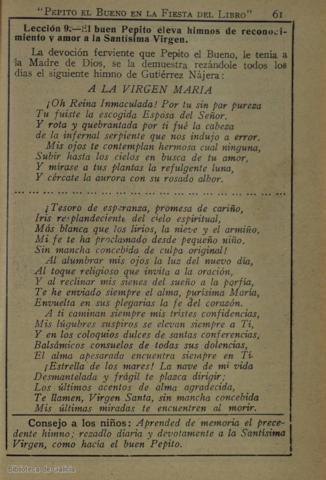 "PEPITO EL BUENO EN LA FIESTA DEL LIBRO" 61
Lección 9.—El buen Pepito eleva himnos de reconoci-
miento y amor a la Santísima Virgen.
La devoción ferviente que Pepito el Bueno, le tenía a
la Madre de Dios, se la demuestra rezándole todos los
días el siguiente himno de Gutiérrez Nájera:
A LA VIRGEN MARIA
¡Oh Reina Inmaculada! Por tu sin par pureza
Tu fuiste la escogida Esposa del Señor.
Y rota y quebrantada por ti fué la cabeza
de la infernal serpiente que nos indujo a error.
Mis ojos te contemplan hermosa cual ninguna,
Subir hasta los cielos en busca de tu amor,
Y mirase a tus plantas la refulgente luna,
Y cércate la aurora con su rosado albor.
¡Tesoro de esperanza, promesa de cariño,
Iris resplandeciente del cielo espiritual,
Más blanca que los lirios, la nieve y el armiño,
Mi fe te ha proclamado desde pequeño niño,
Sin mancha concebida de culpa original!
Al alumbrar mis ojos la luz del nuevo día,
Al toque religioso que invita a la oración,
Y al reclinar mis sienes del sueño a la porfía,
Te he enviado siempre el alma, purísima María,
Envuelta en sus plegarias la fe del corazón.
A ti caminan siempre mis tristes confidencias,
Mis lúgubres suspiros se elevan siempre a Ti,
Y en los coloquios dulces de santas conferencias,
Balsámicos consuelos de todas sus dolencias,
El alma apesarada encuentra siempre en Ti.
¡Estrella de los mares! La nave de mi vida
Desmantelada y frágil te plazca dirigir;
Los últimos acentos de alma agradecida,
Te llamen, Virgen Santa, sin mancha concebida
Mis últimas miradas te encuentren al morir.
Consejo a los niños: Aprended de memoria el prece-
dente himno; rezadlo diaria y devotamente a la Santísima
Virgen, como hacía el buen Pepito.
Biblioteca de Galicia